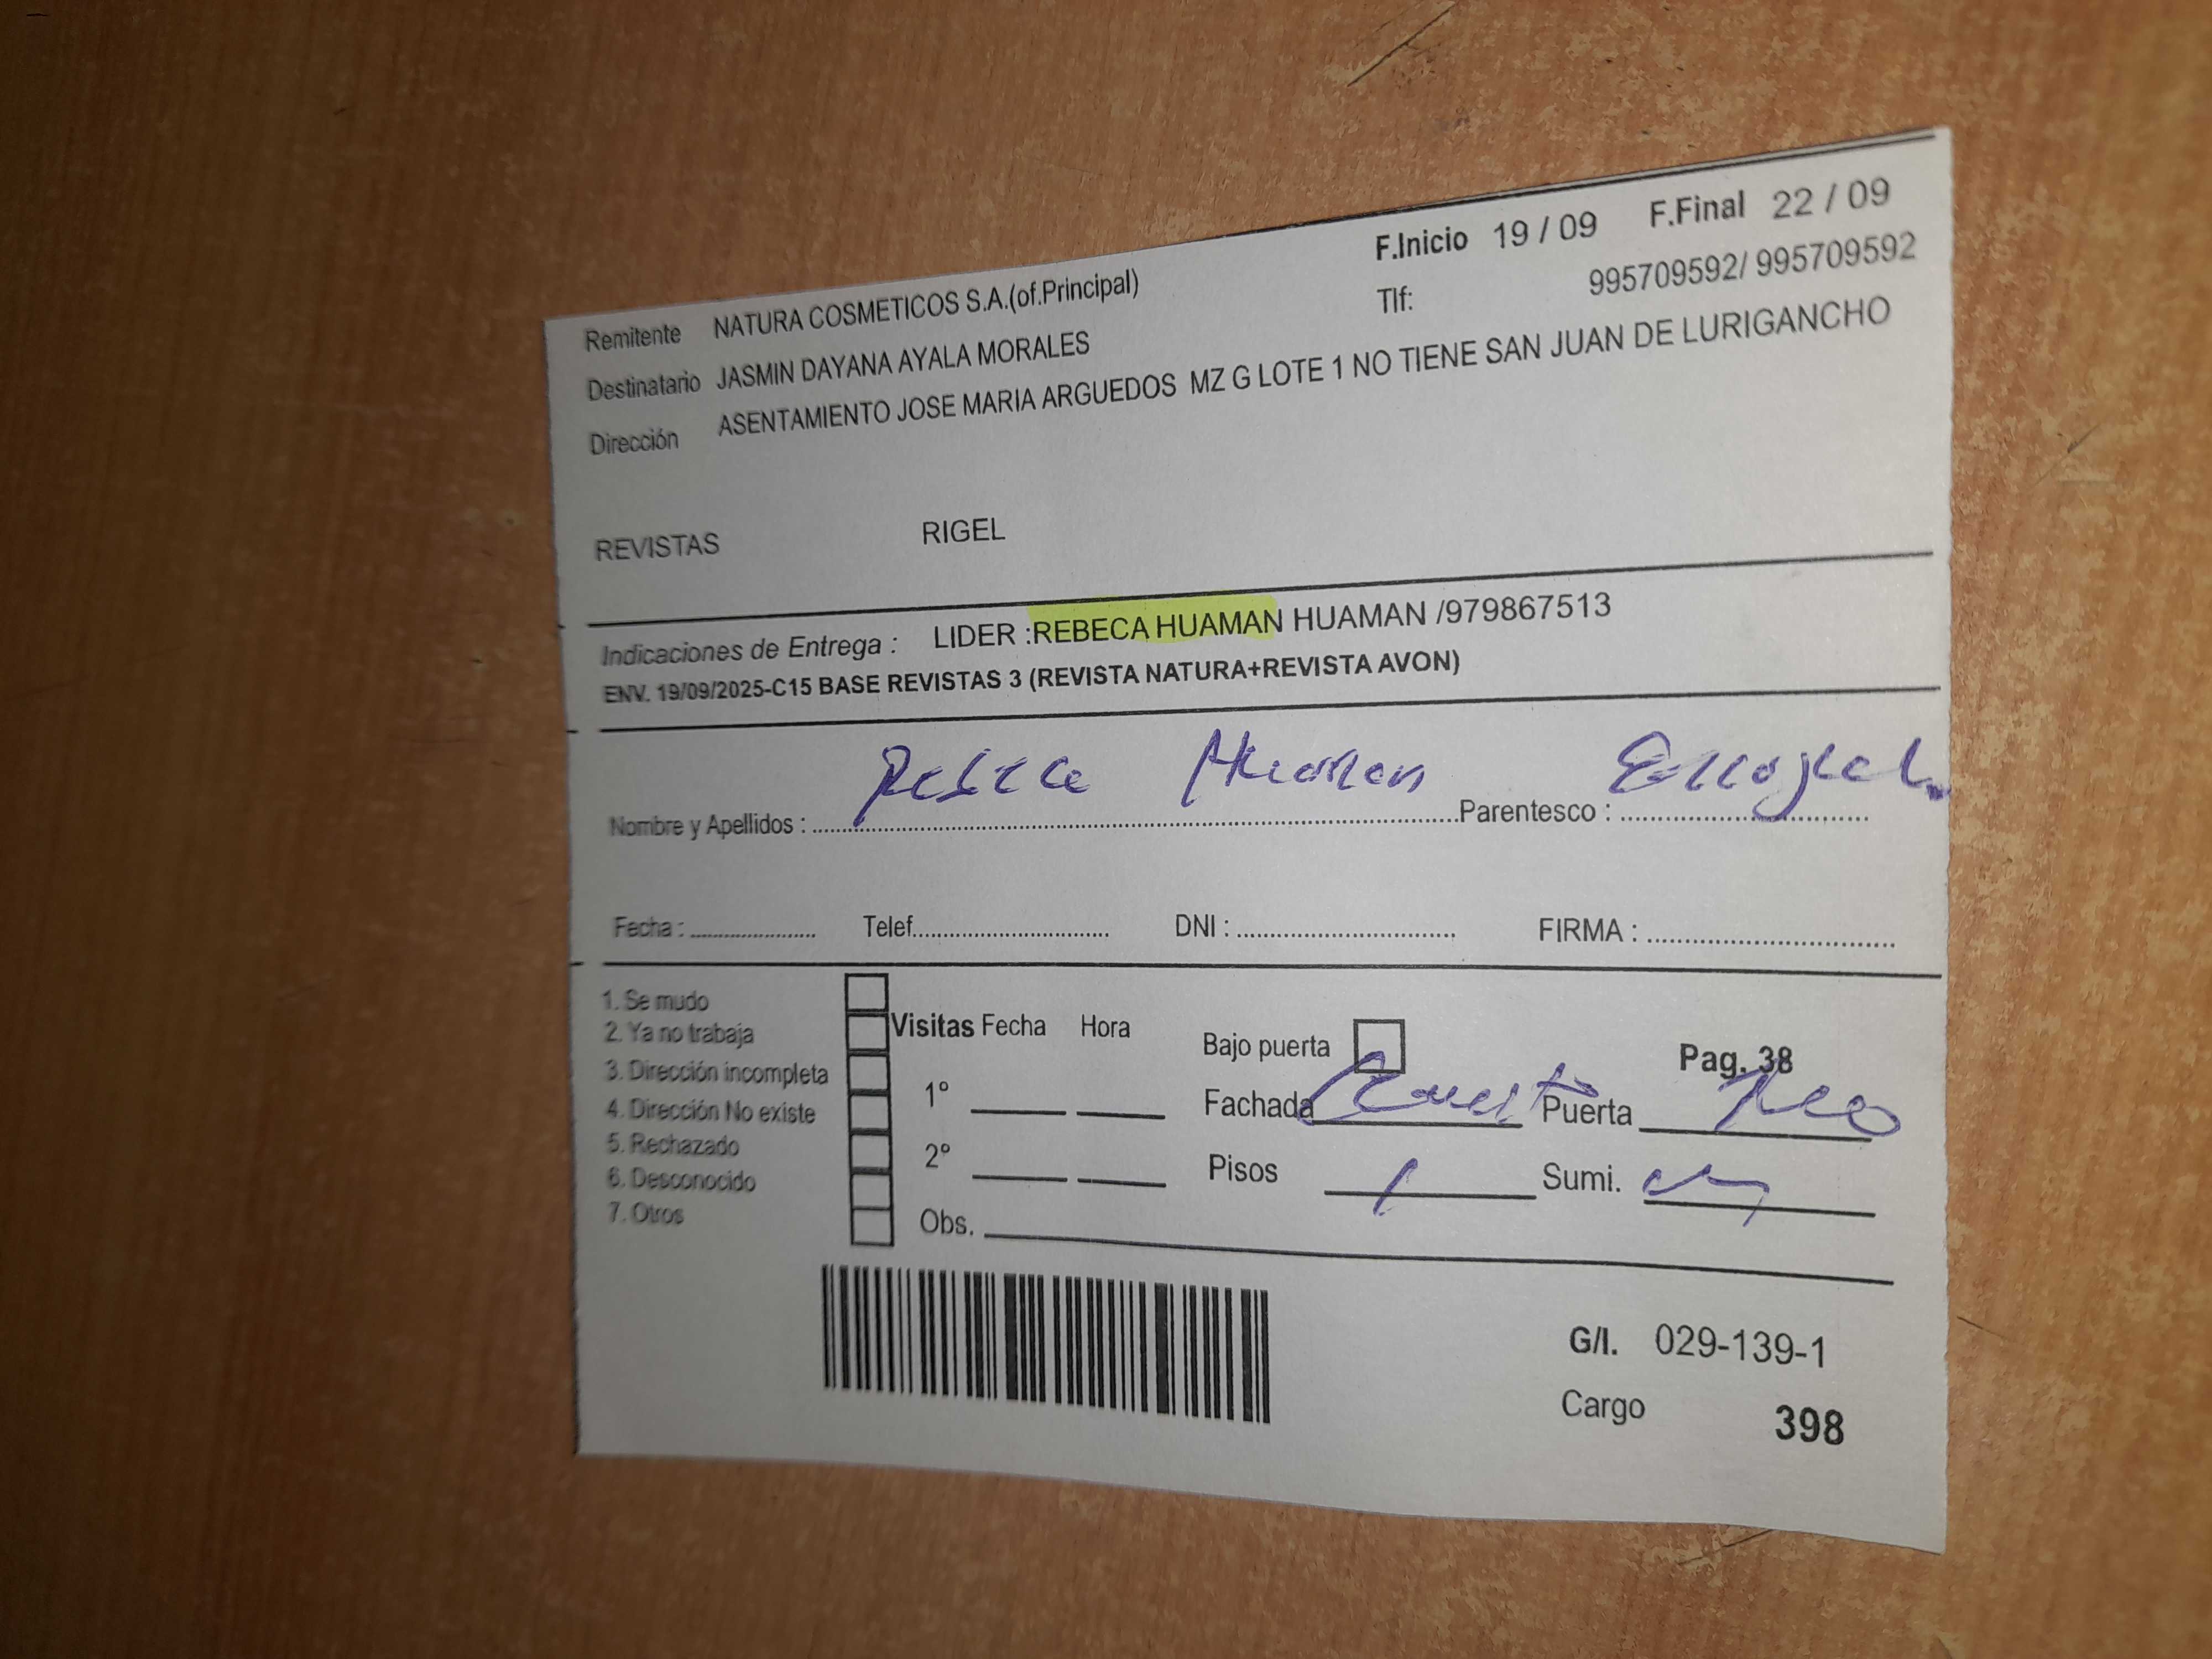 F.Inicio 19 / 09 F.Final 22 / 09
Remitente NATURA COSMETICOS S.A.(of.Principal) Tlf: 995709592/ 995709592
Destinatario JASMIN DAYANA AYALA MORALES
Dirección ASENTAMIENTO JOSE MARIA ARGUEDOS MZ G LOTE 1 NO TIENE SAN JUAN DE LURIGANCHO
REVISTAS RIGEL
Indicaciones de Entrega : LIDER :REBECA HUAMAN HUAMAN /979867513
ENV. 19/09/2025-C15 BASE REVISTAS 3 (REVISTA NATURA+REVISTA AVON)
Nombre y Apellidos : Rebeca Huaman Parentesco :
Fecha : Telef. DNI : FIRMA :
1. Se mudo
2. Ya no trabaja
3. Dirección incompleta
4. Dirección No existe
5. Rechazado
6. Desconocido
7. Otros
Visitas Fecha Hora
1º
2º
Obs.
Bajo puerta Pag. 38
Fachada Puerta
Pisos 1 Sumi.
G/I. 029-139-1
Cargo 398